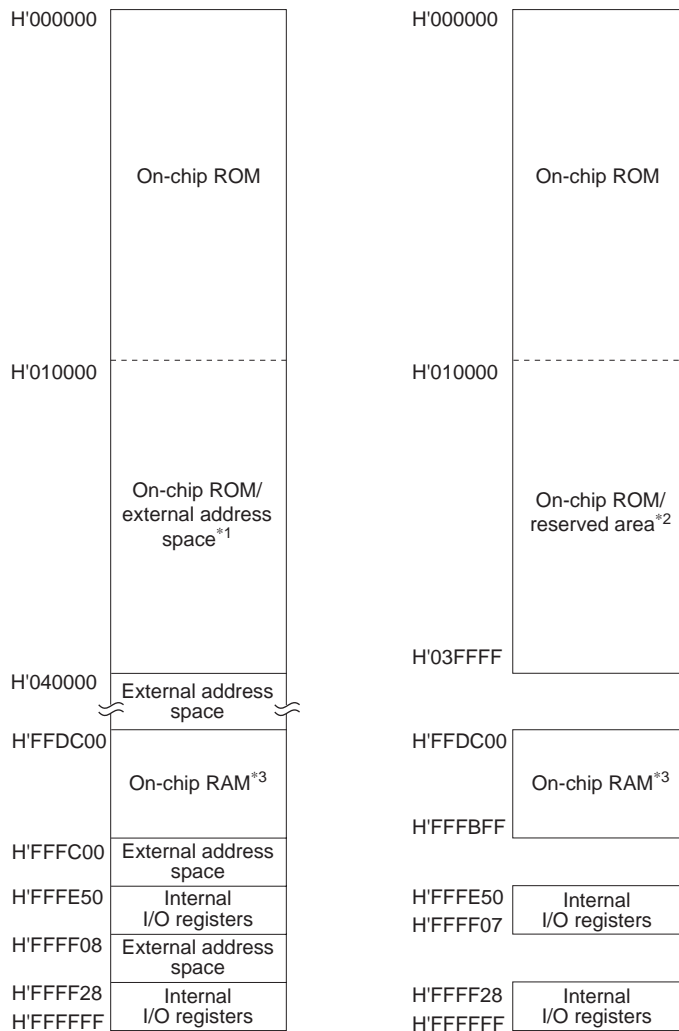 H'000000
On-chip ROM
H'010000
On-chip ROM/
external address
space*1
H'040000
External address
space
H'FFDC00
On-chip RAM*3
H'FFFC00
External address
space
H'FFFE50
Internal
I/O registers
H'FFFF08
External address
space
H'FFFF28
Internal
I/O registers
H'FFFFFF
H'000000
On-chip ROM
H'010000
On-chip ROM/
reserved area*2
H'03FFFF
H'FFDC00
On-chip RAM*3
H'FFFBFF
H'FFFE50
Internal
I/O registers
H'FFFF07
H'FFFF28
Internal
I/O registers
H'FFFFFF